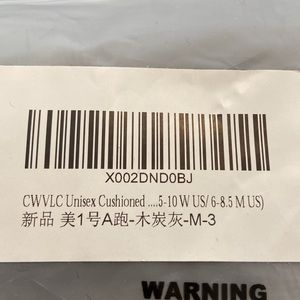 X002DND0BJ
CWVLC Unisex Cushioned ....5-10 W US/ 6-8.5 M US)
新品 美1号A跑-木炭灰-M-3
WARNING